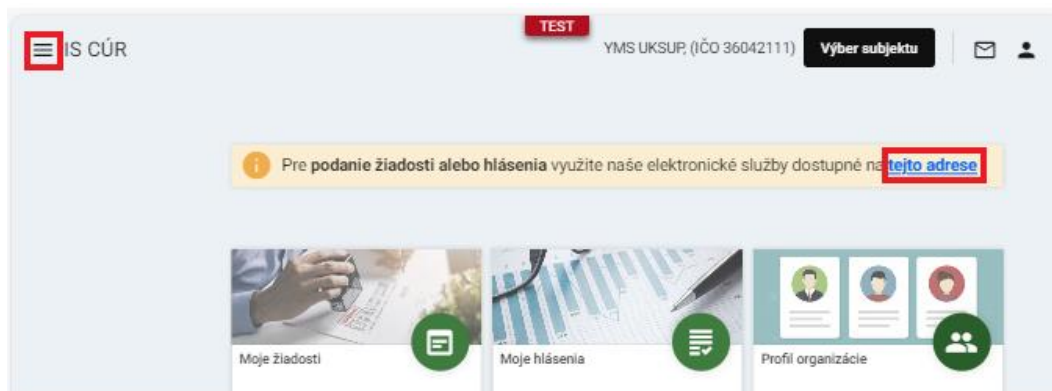 TEST
IS CÚR
YMS UKSUP, (IČO 36042111) Výber subjektu
Pre podanie žiadosti alebo hlásenia využite naše elektronické služby dostupné na tejto adrese
Moje žiadosti
Moje hlásenia
Profil organizácie